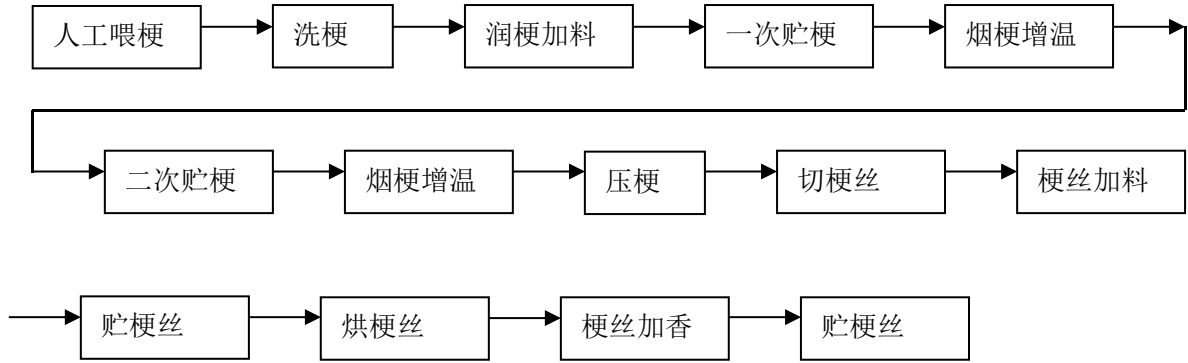 人工喂梗 洗梗 润梗加料 一次贮梗 烟梗增温
二次贮梗 烟梗增温 压梗 切梗丝 梗丝加料
贮梗丝 烘梗丝 梗丝加香 贮梗丝